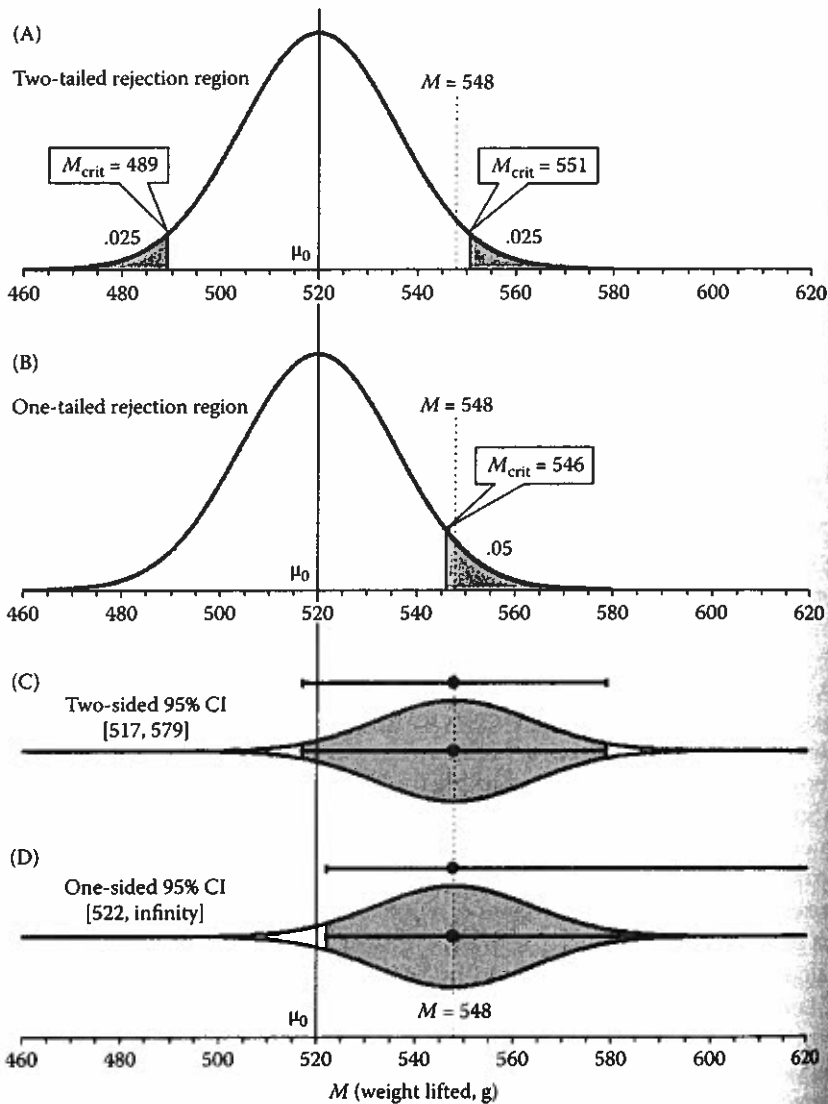 (A)
Two-tailed rejection region
M = 548
Mcrit = 489
Mcrit = 551
.025
μ0
.025
460 480 500 520 540 560 580 600 620
(B)
One-tailed rejection region
M = 548
Mcrit = 546
.05
μ0
460 480 500 520 540 560 580 600 620
(C)
Two-sided 95% CI
[517, 579]
(D)
One-sided 95% CI
[522, infinity]
μ0
M = 548
460 480 500 520 540 560 580 600 620
M (weight lifted, g)